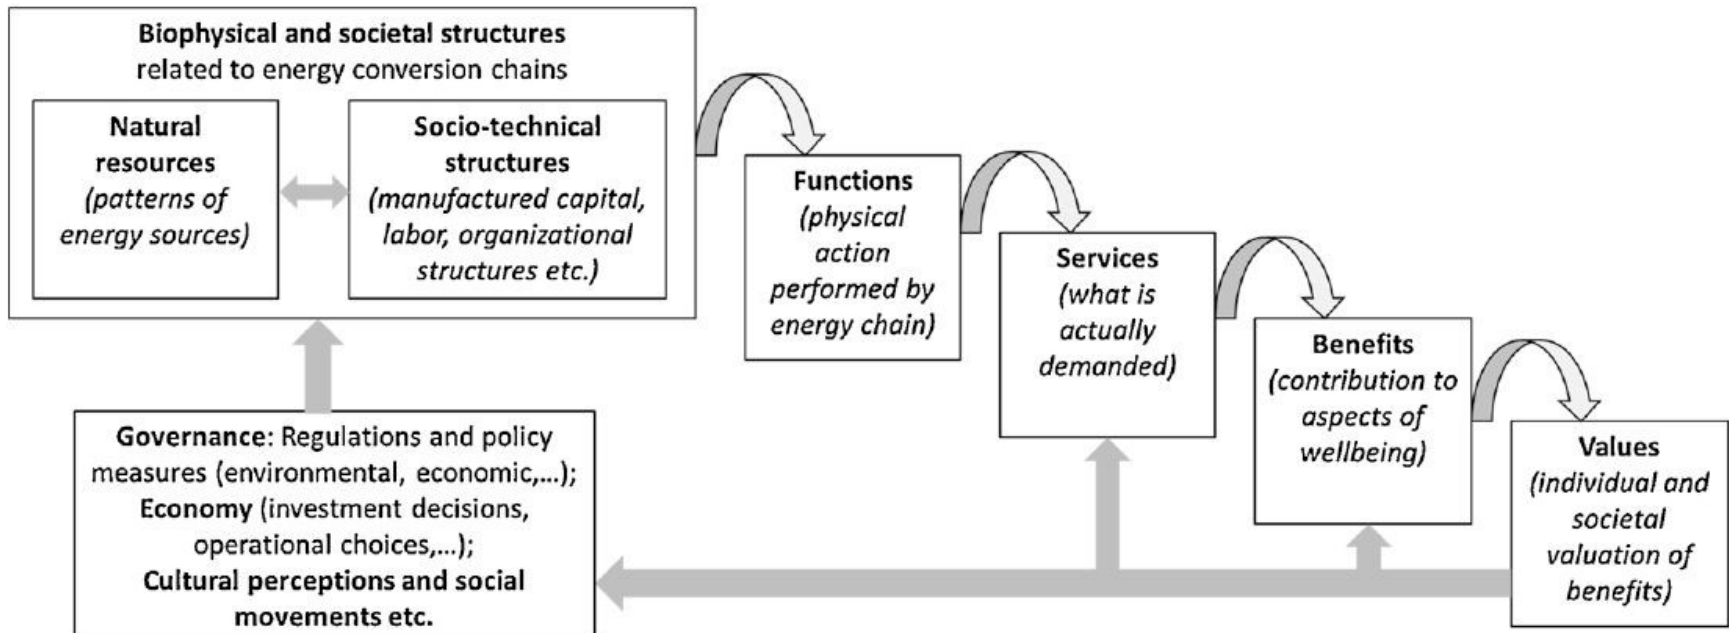 Biophysical and societal structures
related to energy conversion chains
Natural
resources
(patterns of
energy sources)
Socio-technical
structures
(manufactured capital,
labor, organizational
structures etc.)
Functions
(physical
action
performed by
energy chain)
Services
(what is
actually
demanded)
Benefits
(contribution to
aspects of
wellbeing)
Values
(individual and
societal
valuation of
benefits)
Governance: Regulations and policy
measures (environmental, economic,...);
Economy (investment decisions,
operational choices,...);
Cultural perceptions and social
movements etc.